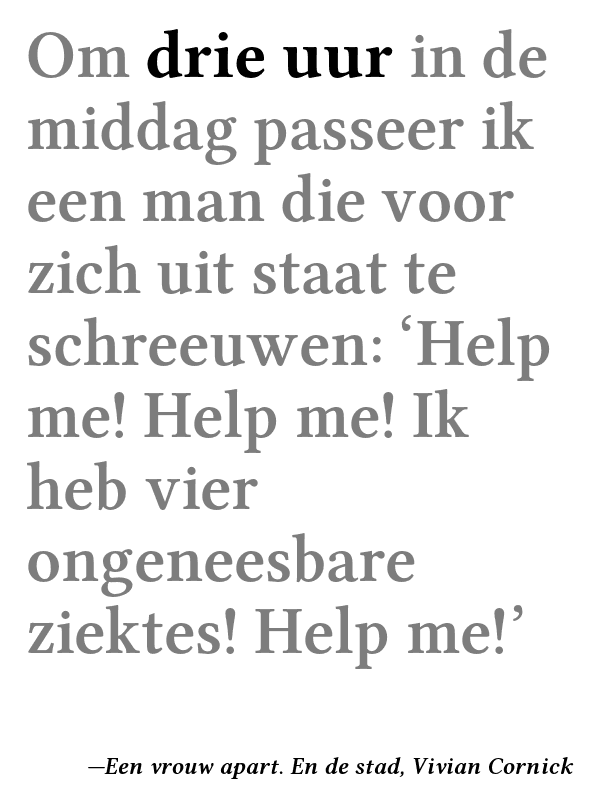 Om drie uur in de
middag passeer ik
een man die voor
zich uit staat te
schreeuwen: ‘Help
me! Help me! Ik
heb vier
ongeneesbare
ziektes! Help me!’
—Een vrouw apart. En de stad, Vivian Cornick